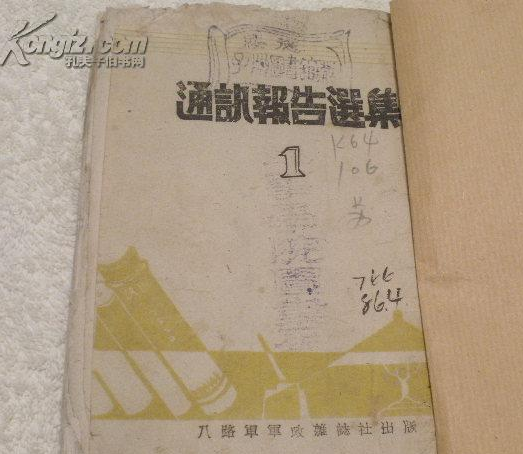 Kongfz.com
孔夫子旧书网
通訊報告選集
1
K64
106
苏
766
864
八路軍軍政雜誌社出版